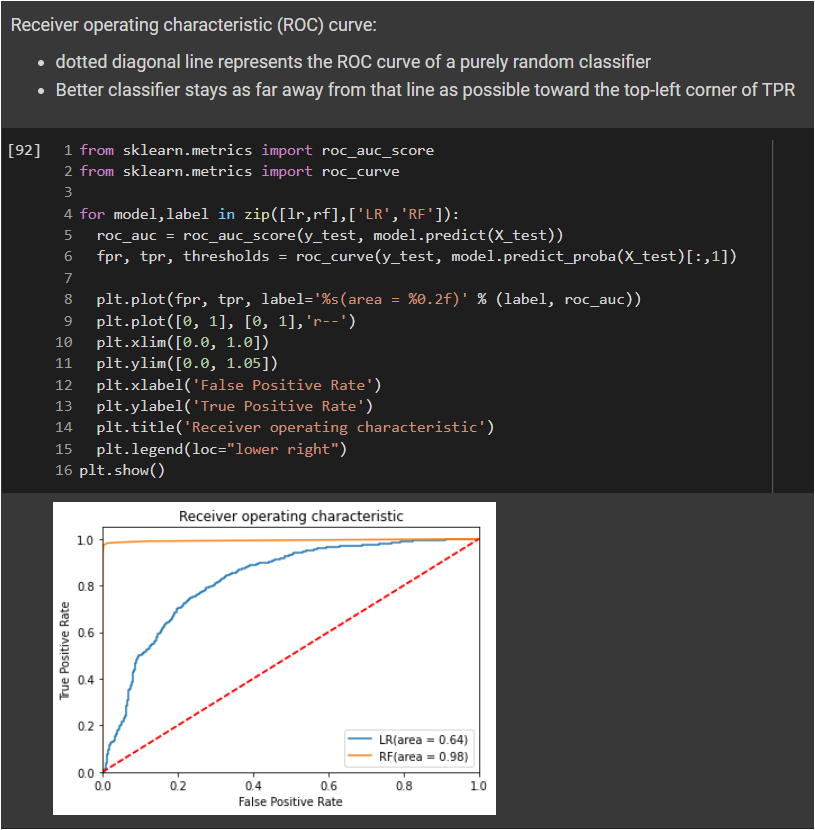 Receiver operating characteristic (ROC) curve:
• dotted diagonal line represents the ROC curve of a purely random classifier
• Better classifier stays as far away from that line as possible toward the top-left corner of TPR
[92] 1 from sklearn.metrics import roc_auc_score
2 from sklearn.metrics import roc_curve
3
4 for model,label in zip([lr,rf],['LR','RF']):
5   roc_auc = roc_auc_score(y_test, model.predict(X_test))
6   fpr, tpr, thresholds = roc_curve(y_test, model.predict_proba(X_test)[:,1])
7
8   plt.plot(fpr, tpr, label='%s(area = %0.2f)' % (label, roc_auc))
9   plt.plot([0, 1], [0, 1],'r--')
10   plt.xlim([0.0, 1.0])
11   plt.ylim([0.0, 1.05])
12   plt.xlabel('False Positive Rate')
13   plt.ylabel('True Positive Rate')
14   plt.title('Receiver operating characteristic')
15   plt.legend(loc="lower right")
16 plt.show()
Receiver operating characteristic
True Positive Rate
1.0
0.8
0.6
0.4
0.2
0.0
LR(area = 0.64)
RF(area = 0.98)
0.0 0.2 0.4 0.6 0.8 1.0
False Positive Rate